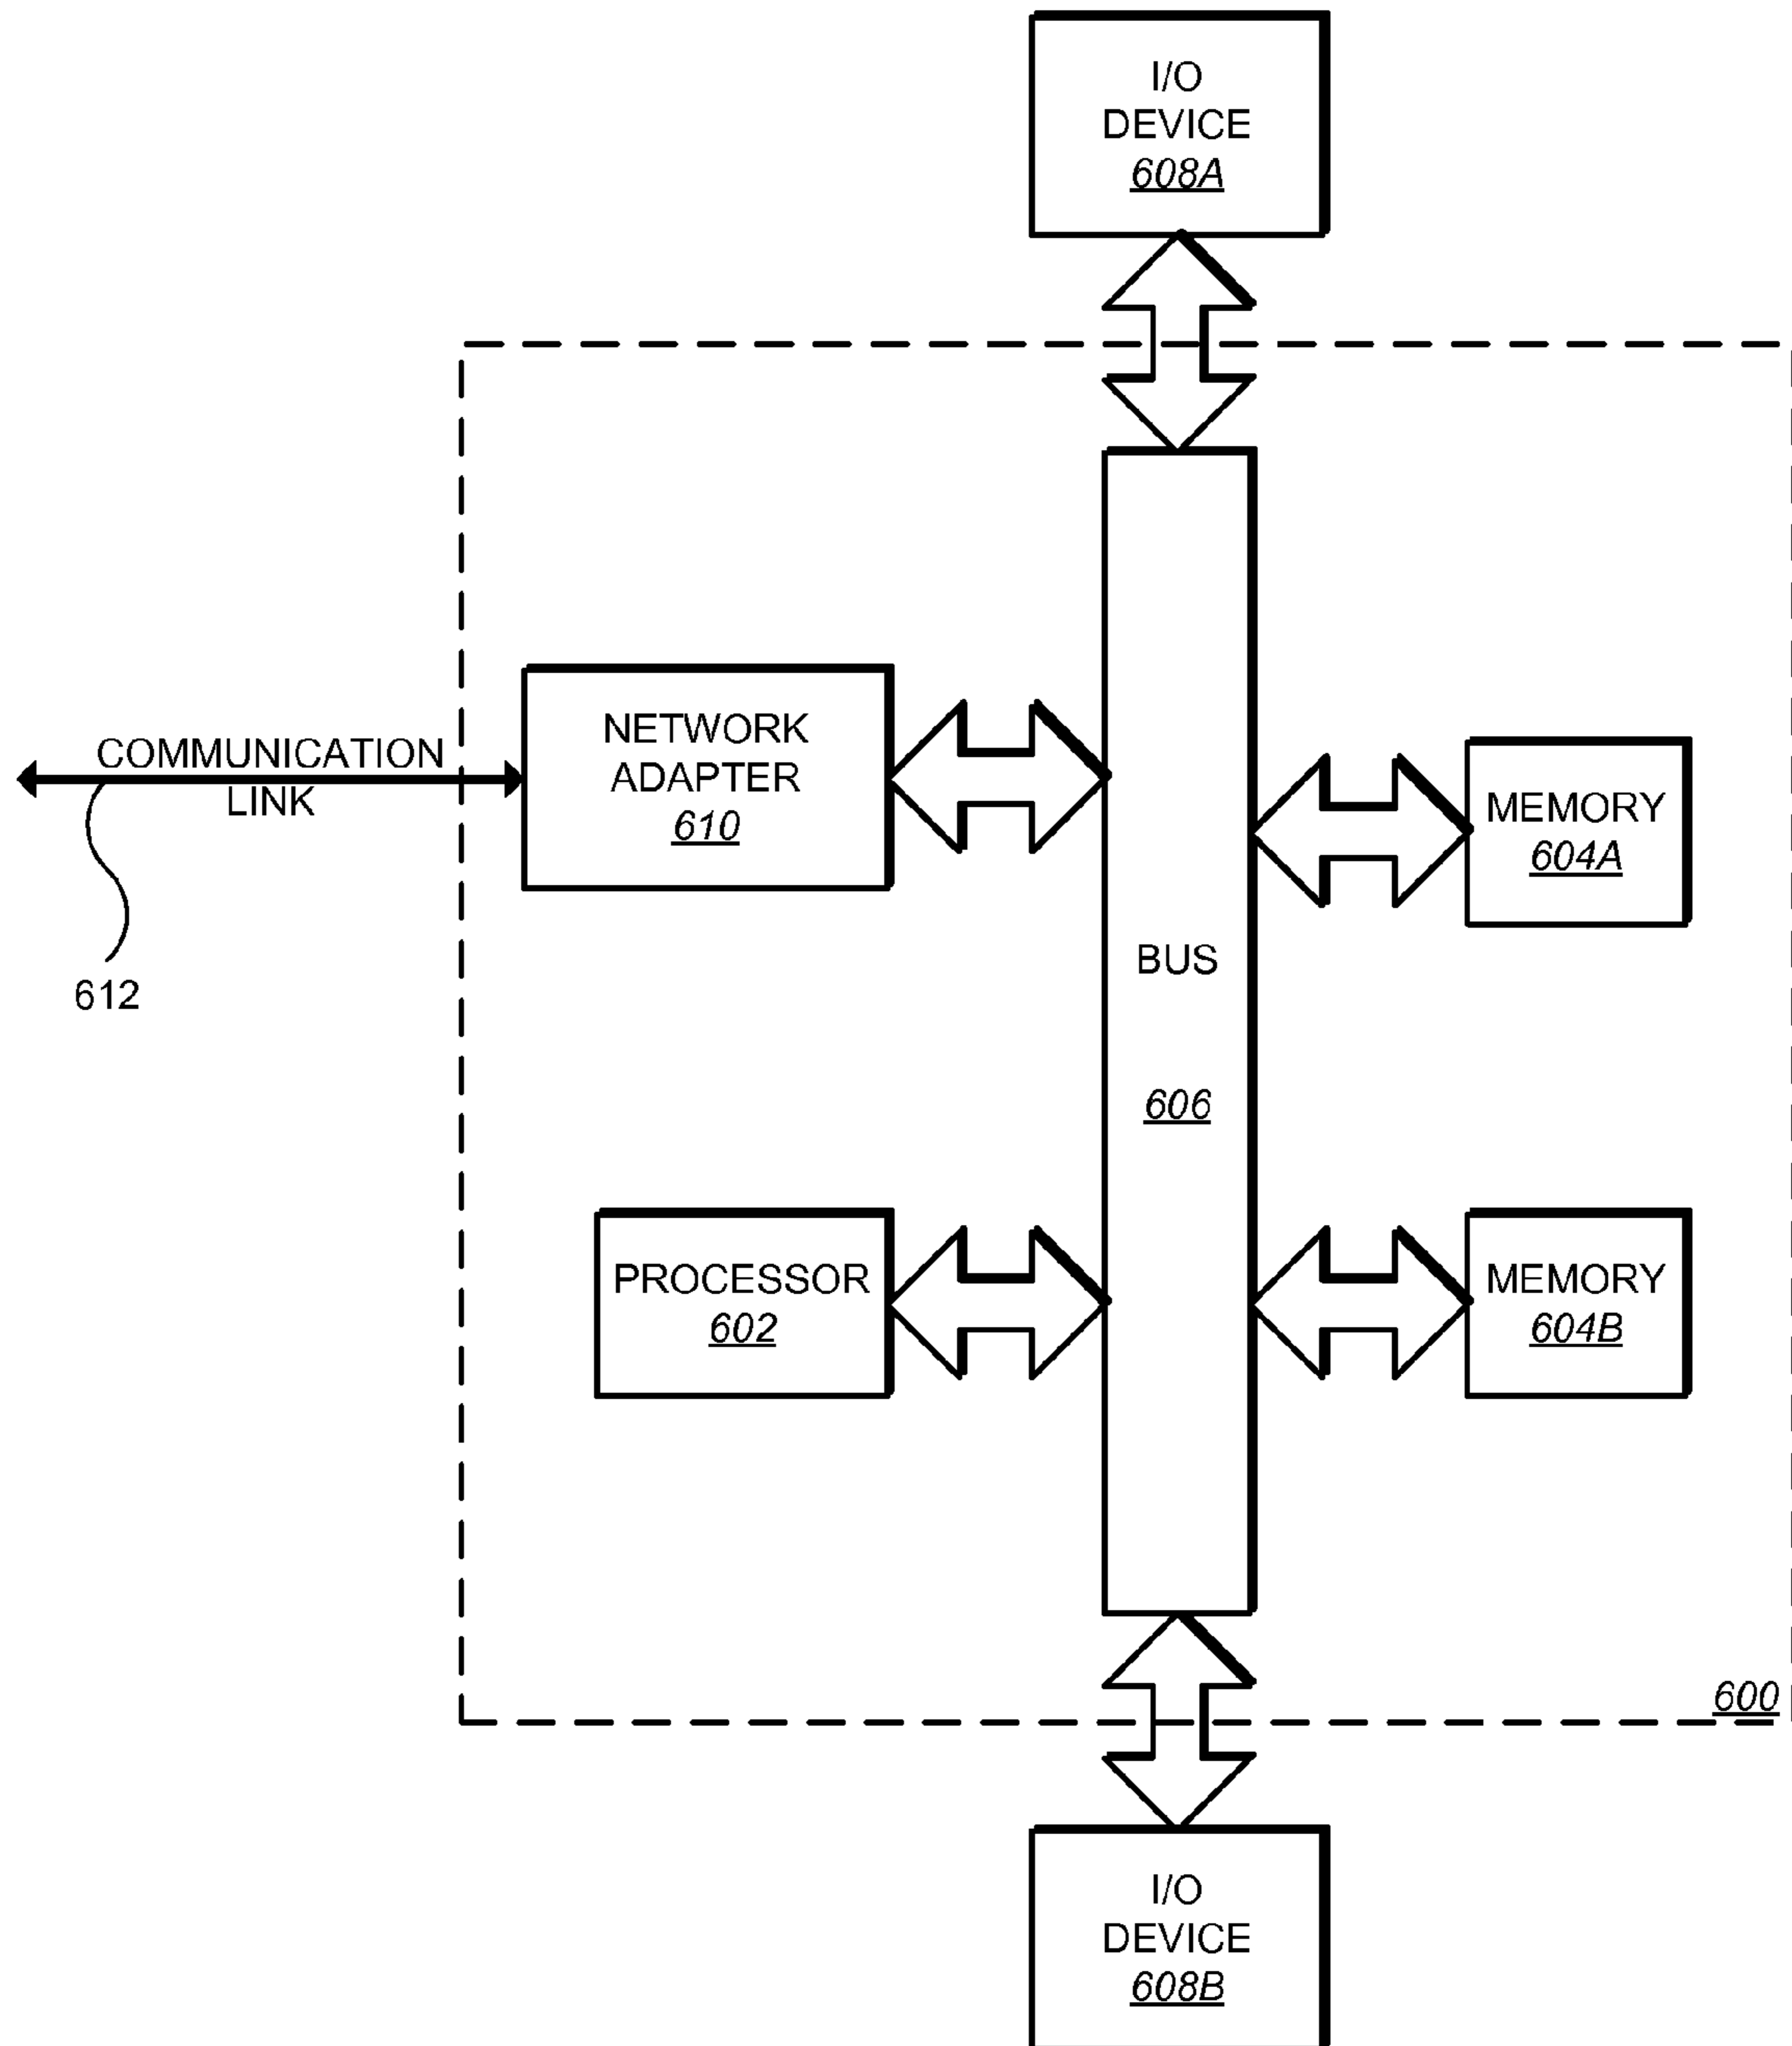 I/O
DEVICE
608A
COMMUNICATION
LINK
612
NETWORK
ADAPTER
610
MEMORY
604A
BUS
606
PROCESSOR
602
MEMORY
604B
600
I/O
DEVICE
608B